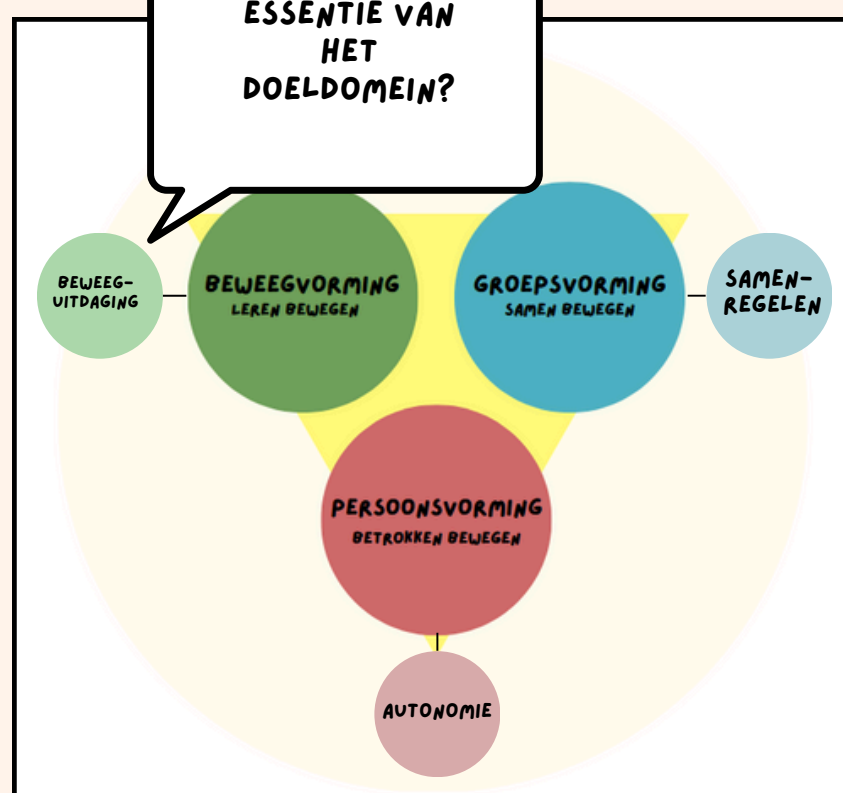 ESSENTIE VAN
HET
DOELDOMEIN?
BEWEEG-
UITDAGING
BEWEEGVORMING
LEREN BEWEGEN
GROEPSVORMING
SAMEN BEWEGEN
SAMEN-
REGELEN
PERSOONSVORMING
BETROKKEN BEWEGEN
AUTONOMIE